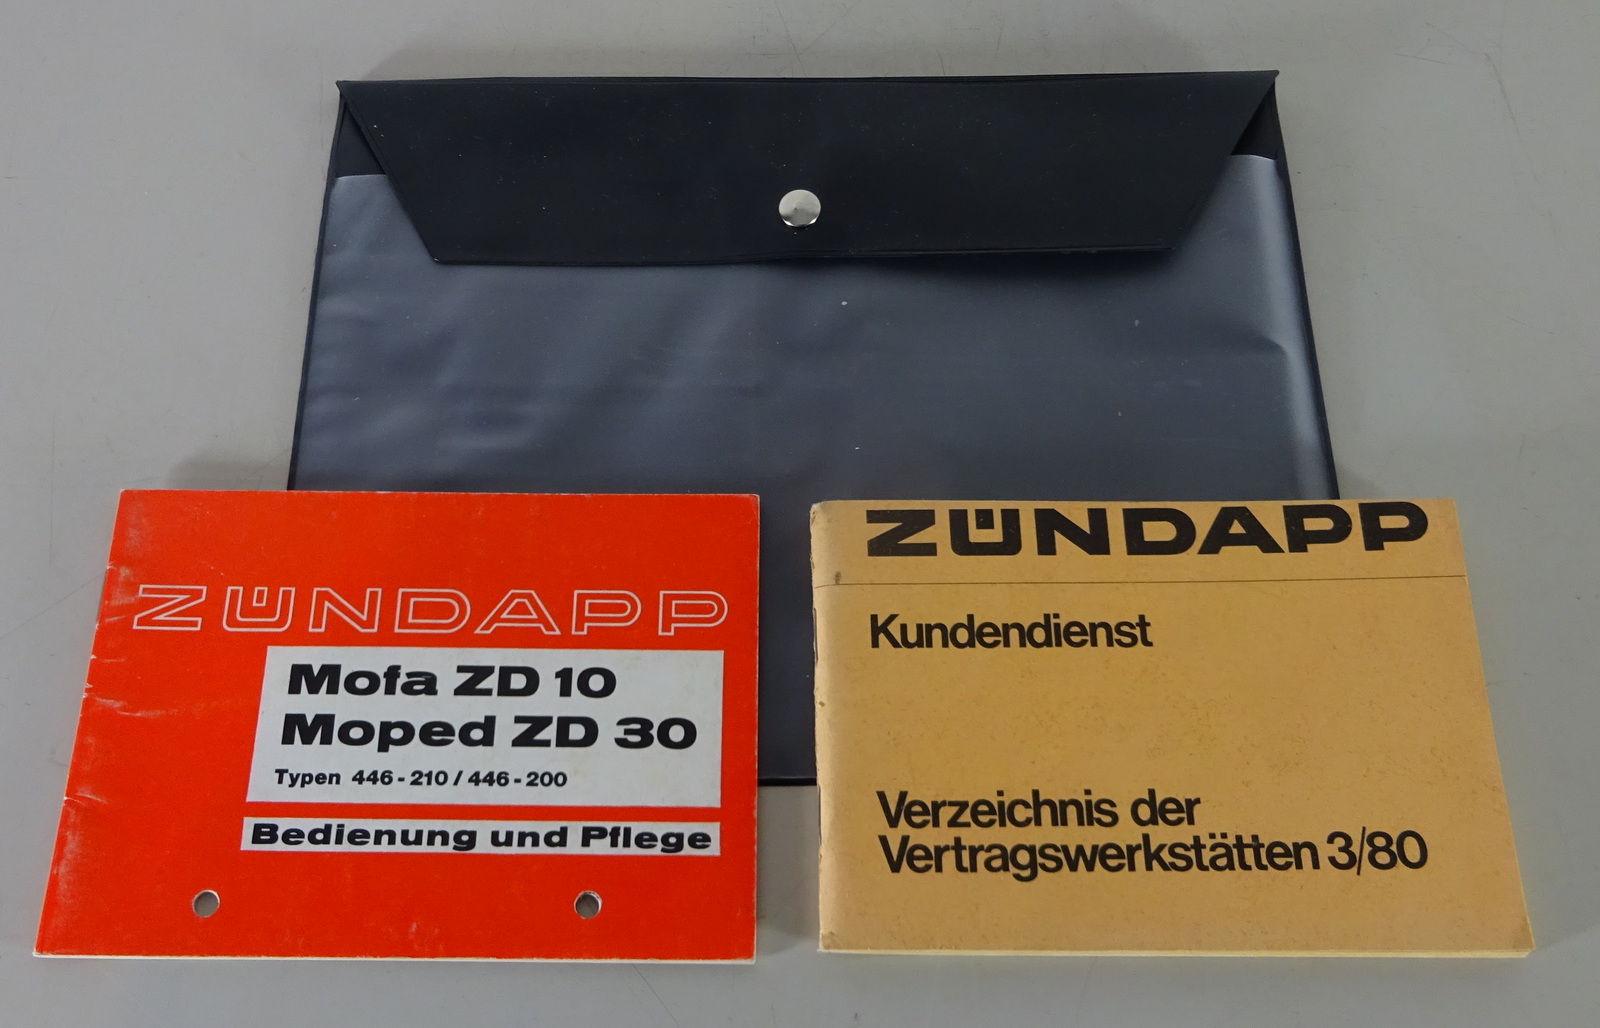 ZÜNDAPP
Mofa ZD 10
Moped ZD 30
Typen 446-210 / 446-200
Bedienung und Pflege
ZÜNDAPP
Kundendienst
Verzeichnis der
Vertragswerkstätten 3/80